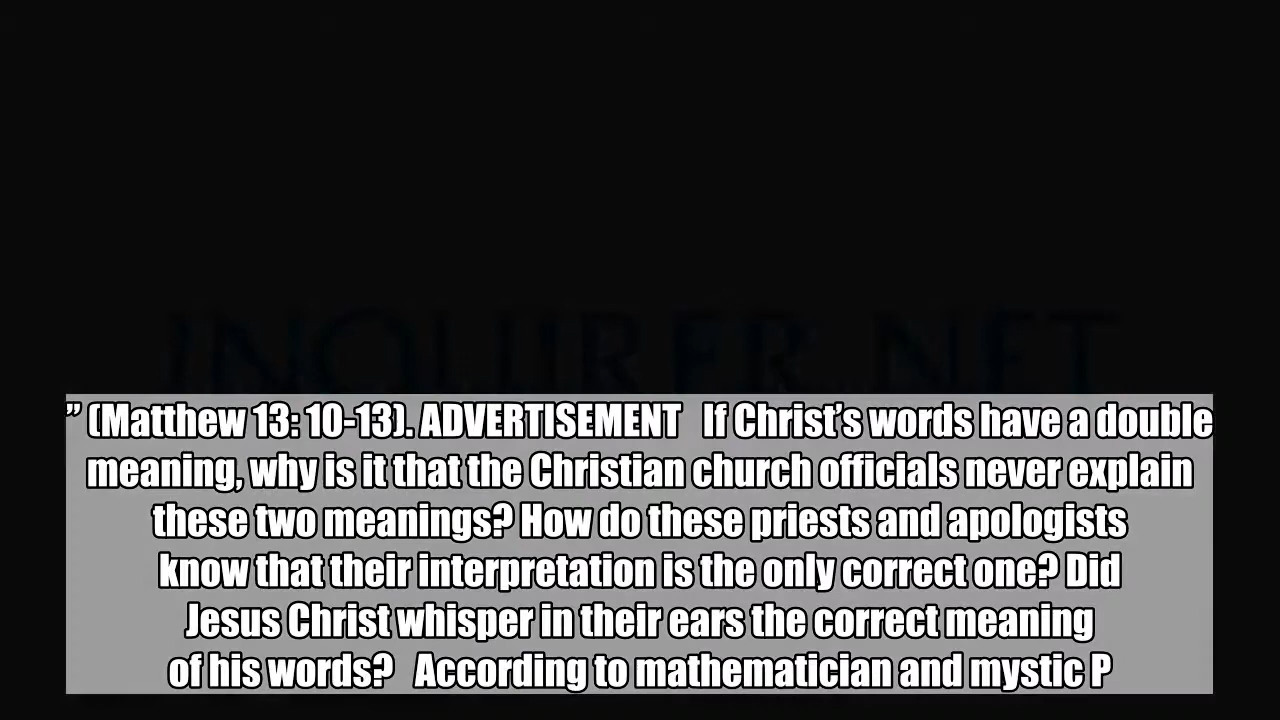 INQUIRER.NET
” (Matthew 13: 10-13). ADVERTISEMENT   If Christ’s words have a double
meaning, why is it that the Christian church officials never explain
these two meanings? How do these priests and apologists
know that their interpretation is the only correct one? Did
Jesus Christ whisper in their ears the correct meaning
of his words?   According to mathematician and mystic P